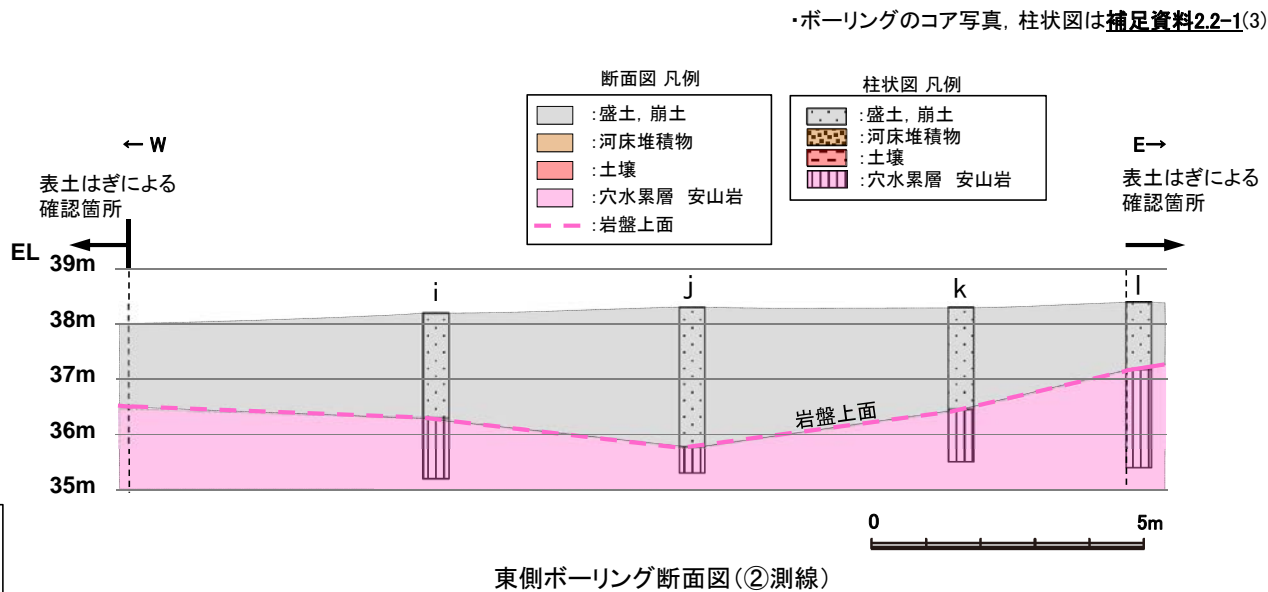 ・ボーリングのコア写真，柱状図は補足資料2.2-1(3)
断面図 凡例
：盛土，崩土
：河床堆積物
：土壌
：穴水累層 安山岩
：岩盤上面
柱状図 凡例
：盛土，崩土
：河床堆積物
：土壌
：穴水累層 安山岩
← W
表土はぎによる
確認箇所
E→
表土はぎによる
確認箇所
EL 39m
38m
37m
36m
35m
i
j
k
l
岩盤上面
0 5m
東側ボーリング断面図(②測線)